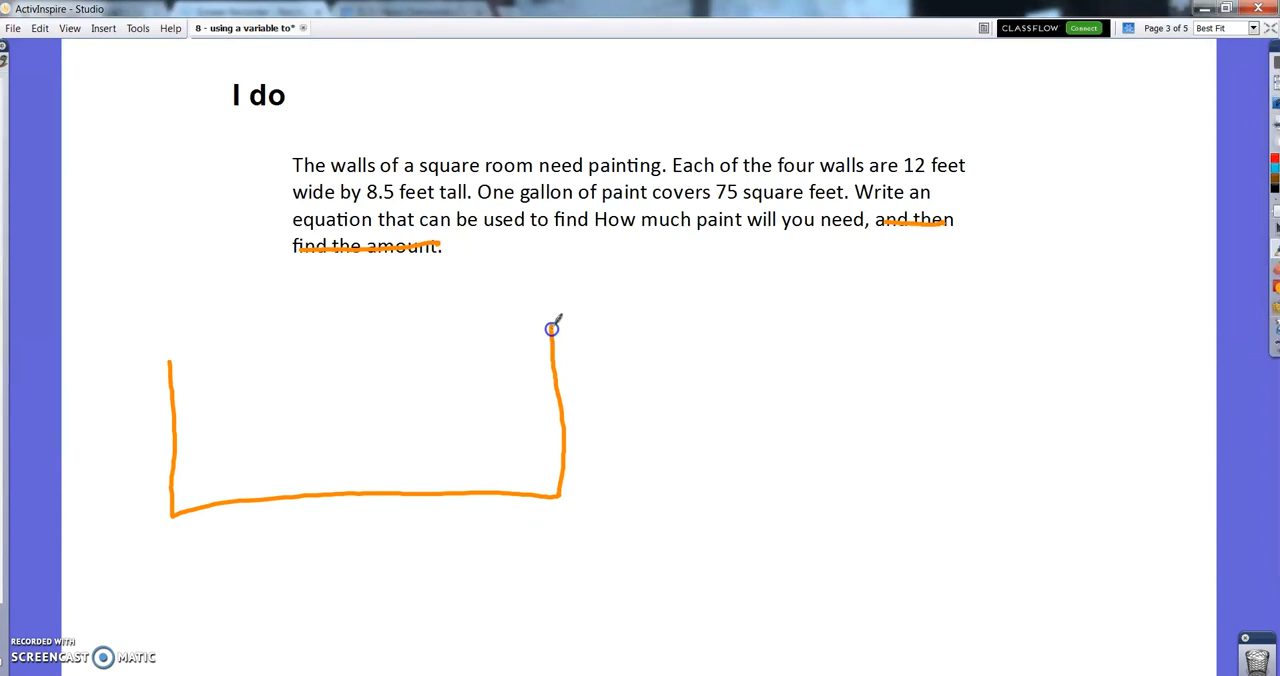 ActivInspire - Studio
File Edit View Insert Tools Help 8 - using a variable to* CLASSFLOW Connect Page 3 of 5 Best Fit
I do
The walls of a square room need painting. Each of the four walls are 12 feet
wide by 8.5 feet tall. One gallon of paint covers 75 square feet. Write an
equation that can be used to find How much paint will you need, and then
find the amount.
RECORDED WITH
SCREENCAST MATIC